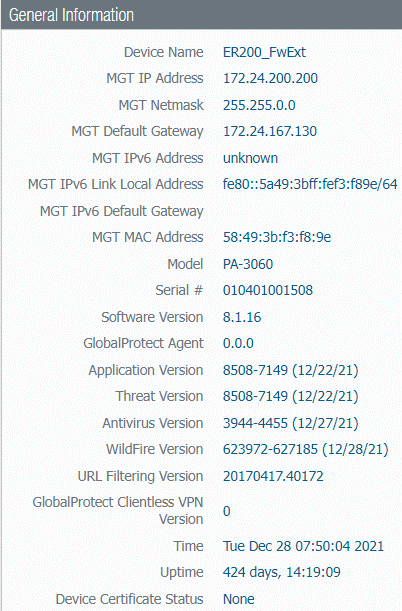 General Information
Device Name ER200_FwExt
MGT IP Address 172.24.200.200
MGT Netmask 255.255.0.0
MGT Default Gateway 172.24.167.130
MGT IPv6 Address unknown
MGT IPv6 Link Local Address fe80::5a49:3bff:fef3:f89e/64
MGT IPv6 Default Gateway
MGT MAC Address 58:49:3b:f3:f8:9e
Model PA-3060
Serial # 010401001508
Software Version 8.1.16
GlobalProtect Agent 0.0.0
Application Version 8508-7149 (12/22/21)
Threat Version 8508-7149 (12/22/21)
Antivirus Version 3944-4455 (12/27/21)
WildFire Version 623972-627185 (12/28/21)
URL Filtering Version 20170417.40172
GlobalProtect Clientless VPN
Version 0
Time Tue Dec 28 07:50:04 2021
Uptime 424 days, 14:19:09
Device Certificate Status None